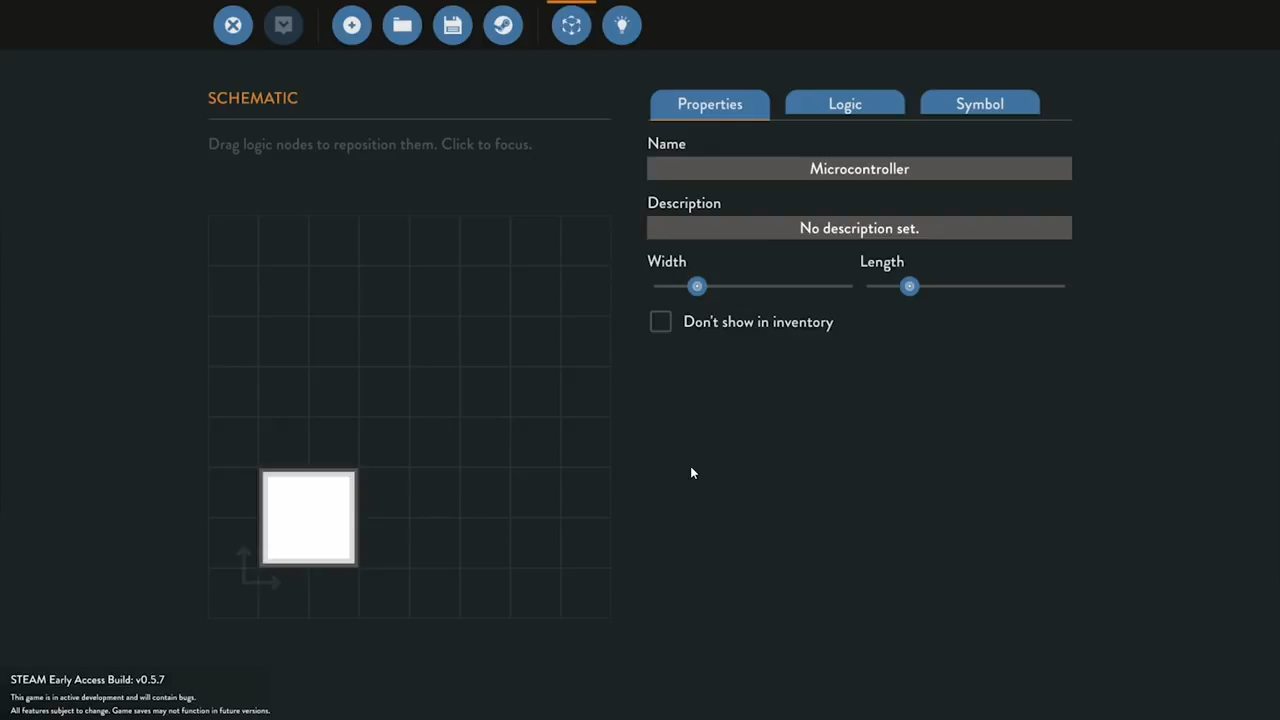 SCHEMATIC
Drag logic nodes to reposition them. Click to focus.
Properties
Logic
Symbol
Name
Microcontroller
Description
No description set.
Width
Length
Don't show in inventory
STEAM Early Access Build: v0.5.7
This game is in active development and will contain bugs.
All features subject to change. Game saves may not function in future versions.